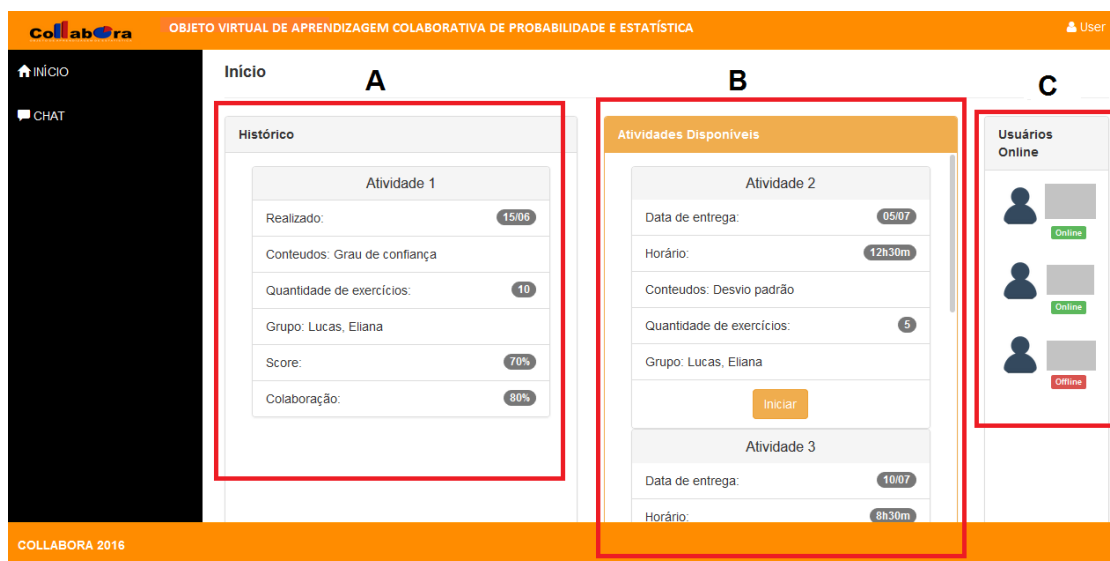 Collabora
OBJETO VIRTUAL DE APRENDIZAGEM COLABORATIVA DE PROBABILIDADE E ESTATÍSTICA
User
INÍCIO
CHAT
Início
A
B
C
Histórico
Atividade 1
Realizado: 15/06
Conteudos: Grau de confiança
Quantidade de exercícios: 10
Grupo: Lucas, Eliana
Score: 70%
Colaboração: 80%
Atividades Disponíveis
Atividade 2
Data de entrega: 05/07
Horário: 12h30m
Conteudos: Desvio padrão
Quantidade de exercícios: 5
Grupo: Lucas, Eliana
Iniciar
Atividade 3
Data de entrega: 10/07
Horário: 8h30m
Usuários
Online
Online
Online
Offline
COLLABORA 2016